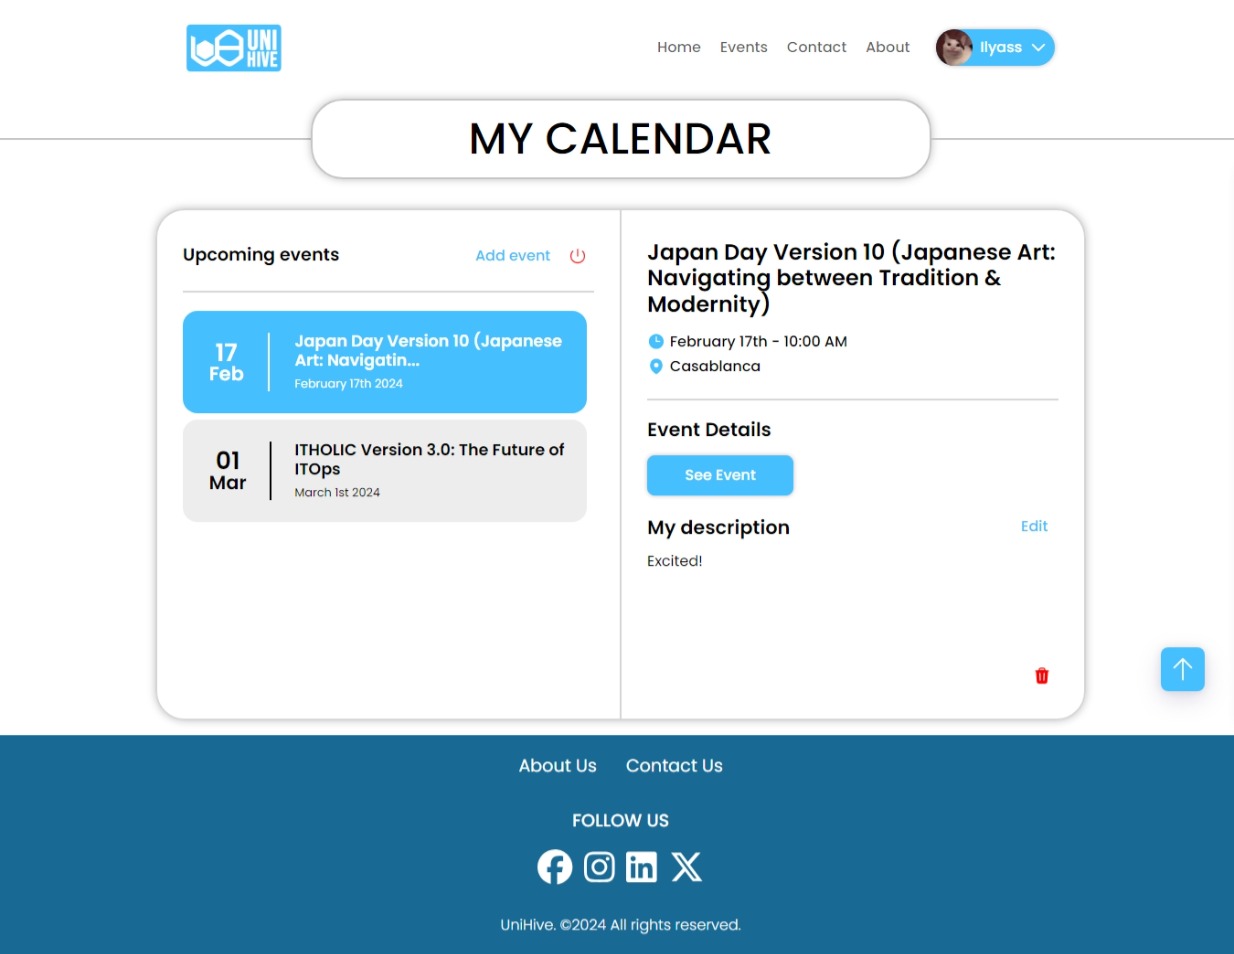 UNI
HIVE
Home Events Contact About Ilyass
MY CALENDAR
Upcoming events Add event
17
Feb
Japan Day Version 10 (Japanese
Art: Navigatin...
February 17th 2024
01
Mar
ITHOLIC Version 3.0: The Future of
ITOps
March 1st 2024
Japan Day Version 10 (Japanese Art:
Navigating between Tradition &
Modernity)
February 17th - 10:00 AM
Casablanca
Event Details
See Event
My description Edit
Excited!
About Us Contact Us
FOLLOW US
UniHive. ©2024 All rights reserved.